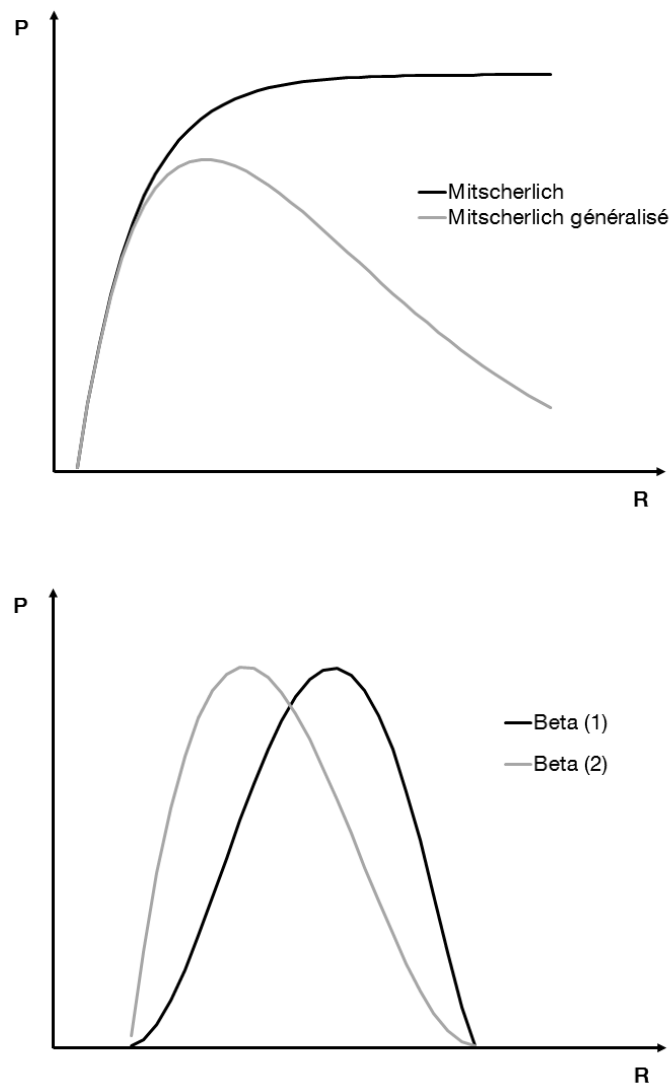 P
Mitscherlich
Mitscherlich généralisé
R
P
Beta (1)
Beta (2)
R